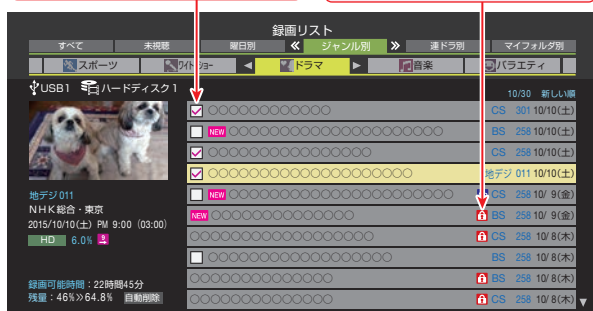 録画リスト
すべて 未視聴 曜日別 ≪ ジャンル別 ≫ 連ドラ別 マイフォルダ別
スポーツ ワイドショー ◀ ドラマ ▶ 音楽 バラエティ
USB1 ハードディスク1
10/30 新しい順
○○○○○○○○○○○○ CS 301 10/10(土)
NEW ○○○○○○○○○○○○○○○○○○○○○ BS 258 10/10(土)
○○○○○○○○○○○○○○○○ CS 258 10/10(土)
○○○○○○○○○○○○○○○○○○○○ 地デジ 011 10/10(土)
NEW ○○○○○○○○○○○○○○○○○○○○○○ CS 258 10/ 9(金)
NEW ○○○○○○○○○○○○○○ BS 258 10/ 9(金)
○○○○○○○○○○○○○○○○○○ CS 258 10/ 8(木)
○○○○○○○○○○○○○○○○ BS 258 10/ 8(木)
○○○○○○○○○○○○○ BS 258 10/ 8(木)
○○○○○○○○○○○○○ CS 258 10/ 8(木)
地デジ 011
NHK総合・東京
2015/10/10(土) PM 9:00 (03:00)
HD 6.0%
録画可能時間：22時間45分
残量：46%≫64.8% 自動削除